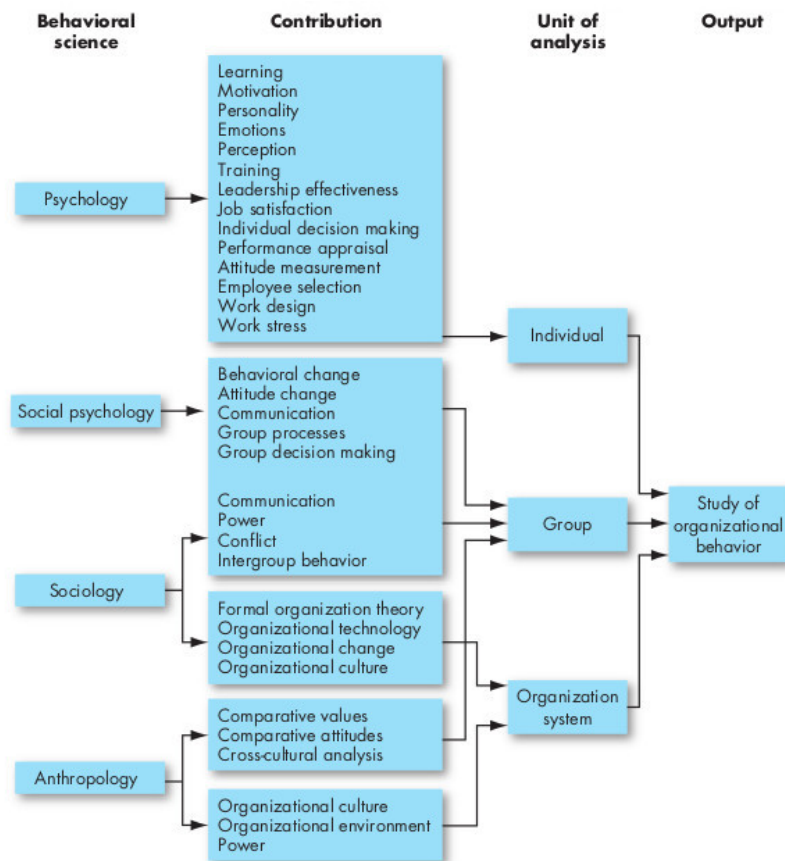 Behavioral
science
Contribution
Unit of
analysis
Output
Psychology
Learning
Motivation
Personality
Emotions
Perception
Training
Leadership effectiveness
Job satisfaction
Individual decision making
Performance appraisal
Attitude measurement
Employee selection
Work design
Work stress
Individual
Social psychology
Behavioral change
Attitude change
Communication
Group processes
Group decision making
Communication
Power
Conflict
Intergroup behavior
Group
Study of
organizational
behavior
Sociology
Formal organization theory
Organizational technology
Organizational change
Organizational culture
Organization
system
Anthropology
Comparative values
Comparative attitudes
Cross-cultural analysis
Organizational culture
Organizational environment
Power